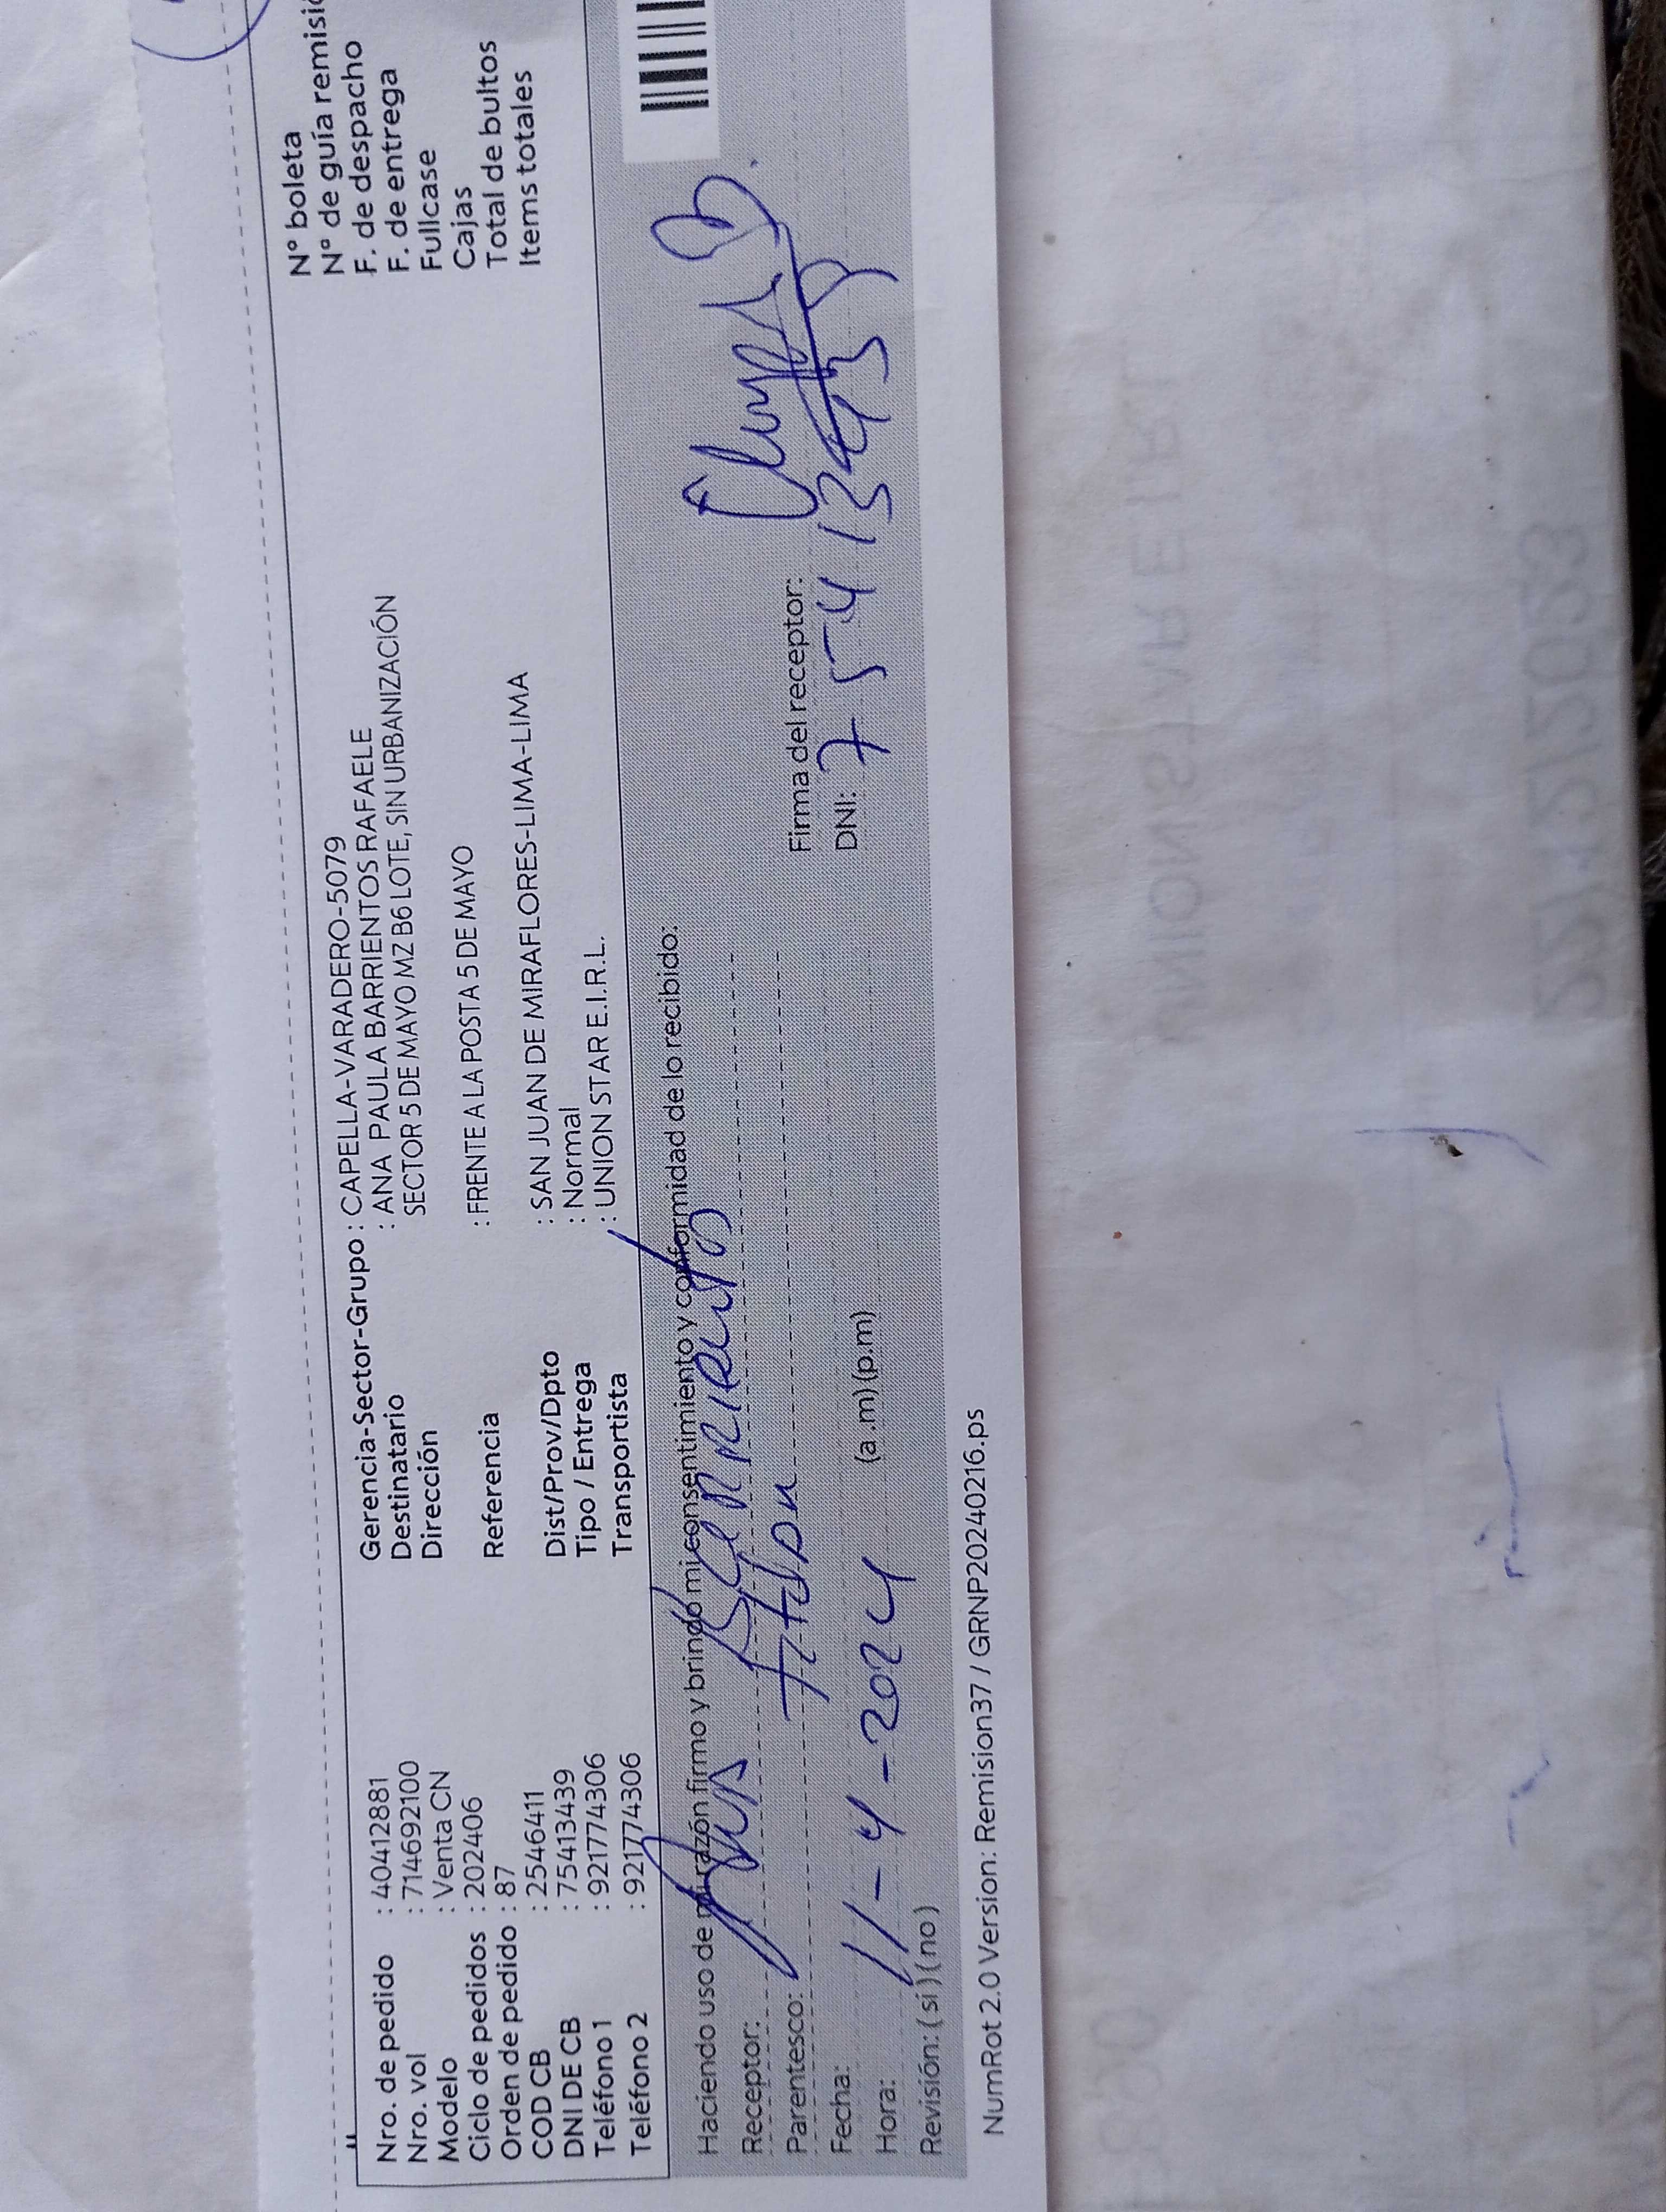 Nro. de pedido : 404128​81
Nro. vol : 714692100
Modelo : Venta CN
Ciclo de pedidos : 202406
Orden de pedido : 87
COD CB : 2546411
DNI DE CB : 75413439
Teléfono 1 : 921774306
Teléfono 2 : 921774306
Gerencia-Sector-Grupo : CAPELLA-VARADERO-5079
Destinatario : ANA PAULA BARRIENTOS RAFAELE
Dirección SECTOR 5 DE MAYO MZ B6 LOTE, SIN URBANIZACIÓN
Referencia : FRENTE A LA POSTA 5 DE MAYO
Dist/Prov/Dpto : SAN JUAN DE MIRAFLORES-LIMA-LIMA
Tipo / Entrega : Normal
Transportista : UNION STAR E.I.R.L.
N° boleta
N° de guía remisió
F. de despacho
F. de entrega
Fullcase
Cajas
Total de bultos
Items totales
Haciendo uso de mi razón firmo y brindo mi consentimiento y conformidad de lo recibido:
Receptor: Barrientos
Parentesco:
Fecha: 11-4-2024
Hora: (a .m) (p.m)
Revisión: ( sí ) ( no )
Firma del receptor:
DNI: 75413439
NumRot 2.0 Version: Remision37 / GRNP20240216.ps